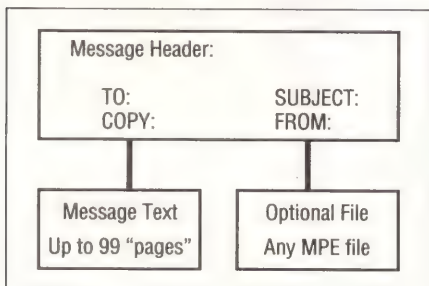 Message Header:
TO: SUBJECT:
COPY: FROM:
Message Text
Up to 99 "pages"
Optional File
Any MPE file